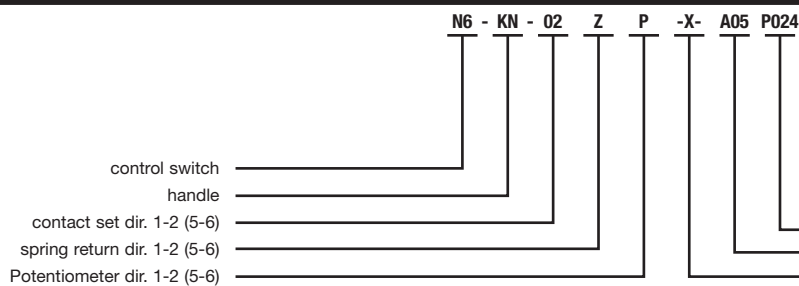 N6 - KN - 02 Z P -X- A05 P024
control switch
handle
contact set dir. 1-2 (5-6)
spring return dir. 1-2 (5-6)
Potentiometer dir. 1-2 (5-6)